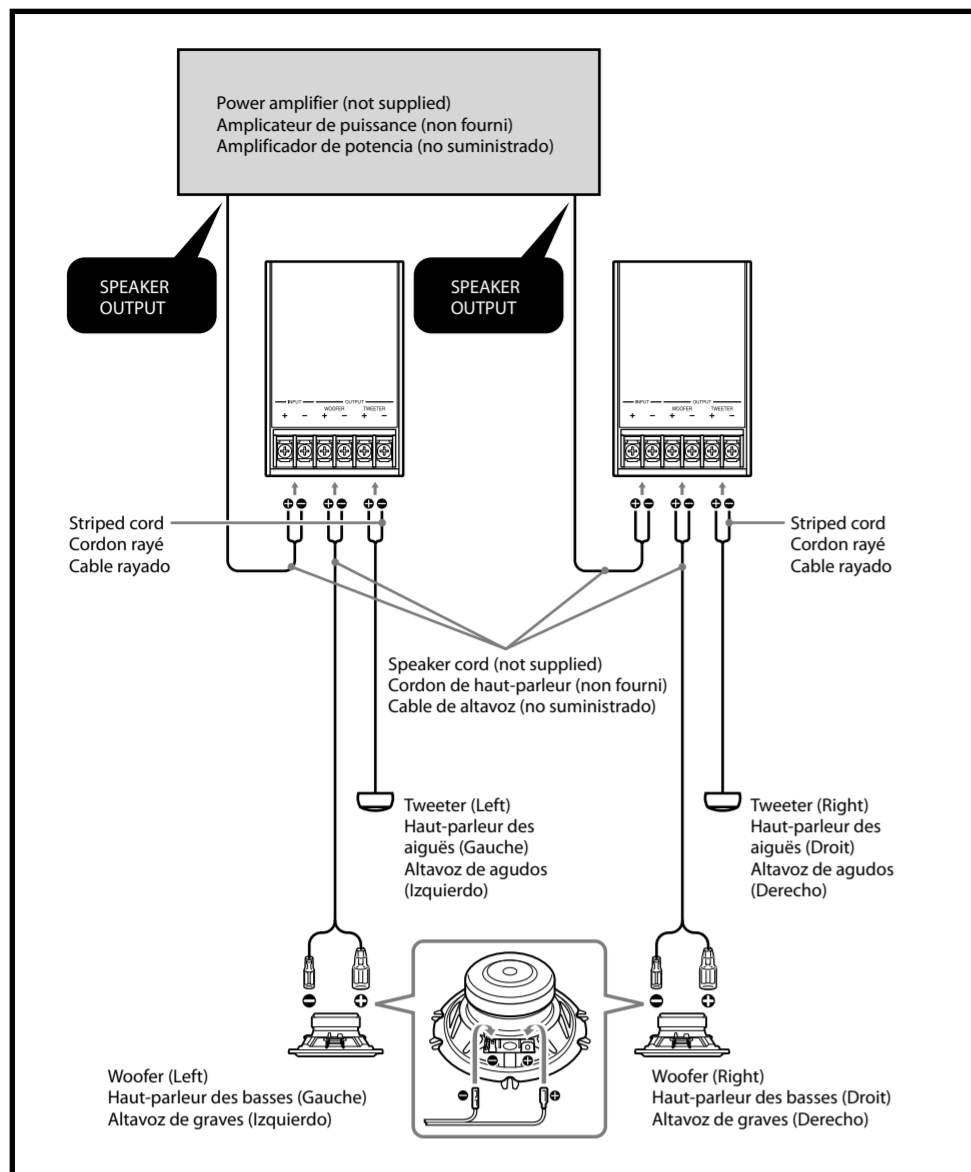 Power amplifier (not supplied)
Amplicateur de puissance (non fourni)
Amplificador de potencia (no suministrado)
SPEAKER
OUTPUT
SPEAKER
OUTPUT
INPUT OUTPUT
WOOFER TWEETER
+ − + − + −
INPUT OUTPUT
WOOFER TWEETER
+ − + − + −
Striped cord
Cordon rayé
Cable rayado
Striped cord
Cordon rayé
Cable rayado
Speaker cord (not supplied)
Cordon de haut-parleur (non fourni)
Cable de altavoz (no suministrado)
Tweeter (Left)
Haut-parleur des
aiguës (Gauche)
Altavoz de agudos
(Izquierdo)
Tweeter (Right)
Haut-parleur des
aiguës (Droit)
Altavoz de agudos
(Derecho)
Woofer (Left)
Haut-parleur des basses (Gauche)
Altavoz de graves (Izquierdo)
Woofer (Right)
Haut-parleur des basses (Droit)
Altavoz de graves (Derecho)